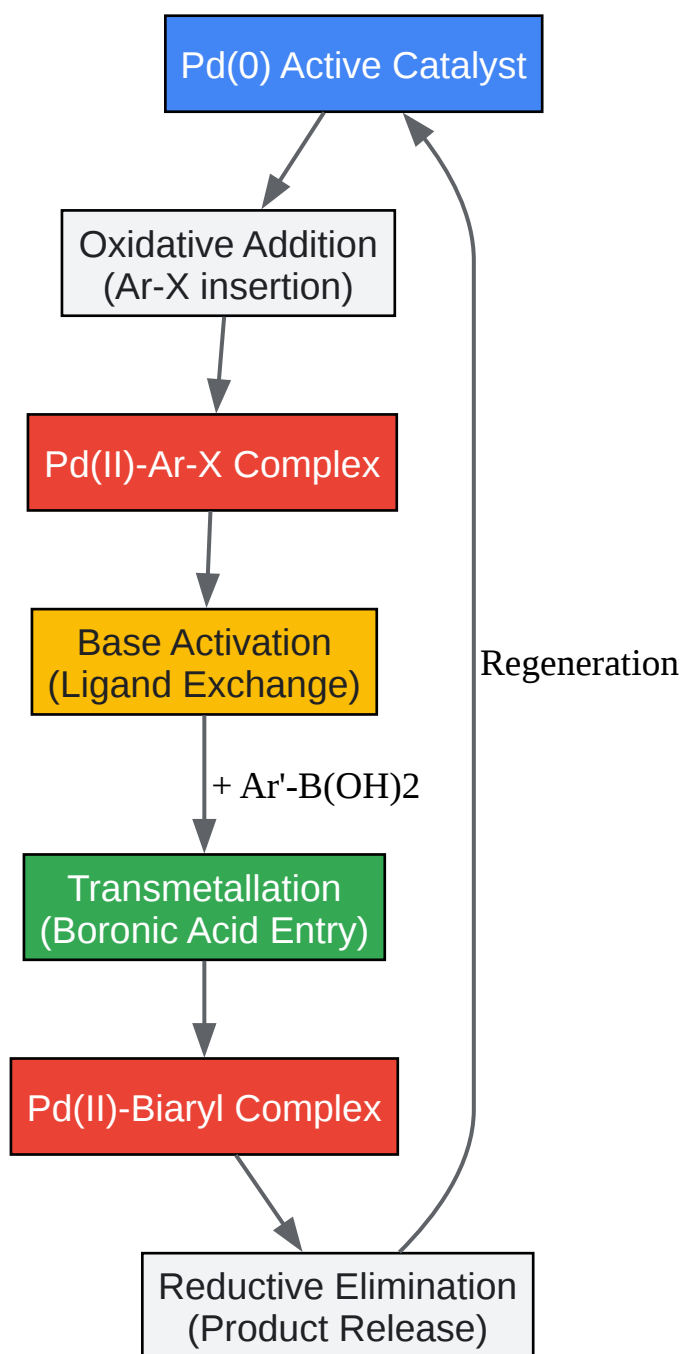 Pd(0) Active Catalyst
Oxidative Addition
(Ar-X insertion)
Pd(II)-Ar-X Complex
Base Activation
(Ligand Exchange)
Regeneration
+ Ar'-B(OH)2
Transmetallation
(Boronic Acid Entry)
Pd(II)-Biaryl Complex
Reductive Elimination
(Product Release)